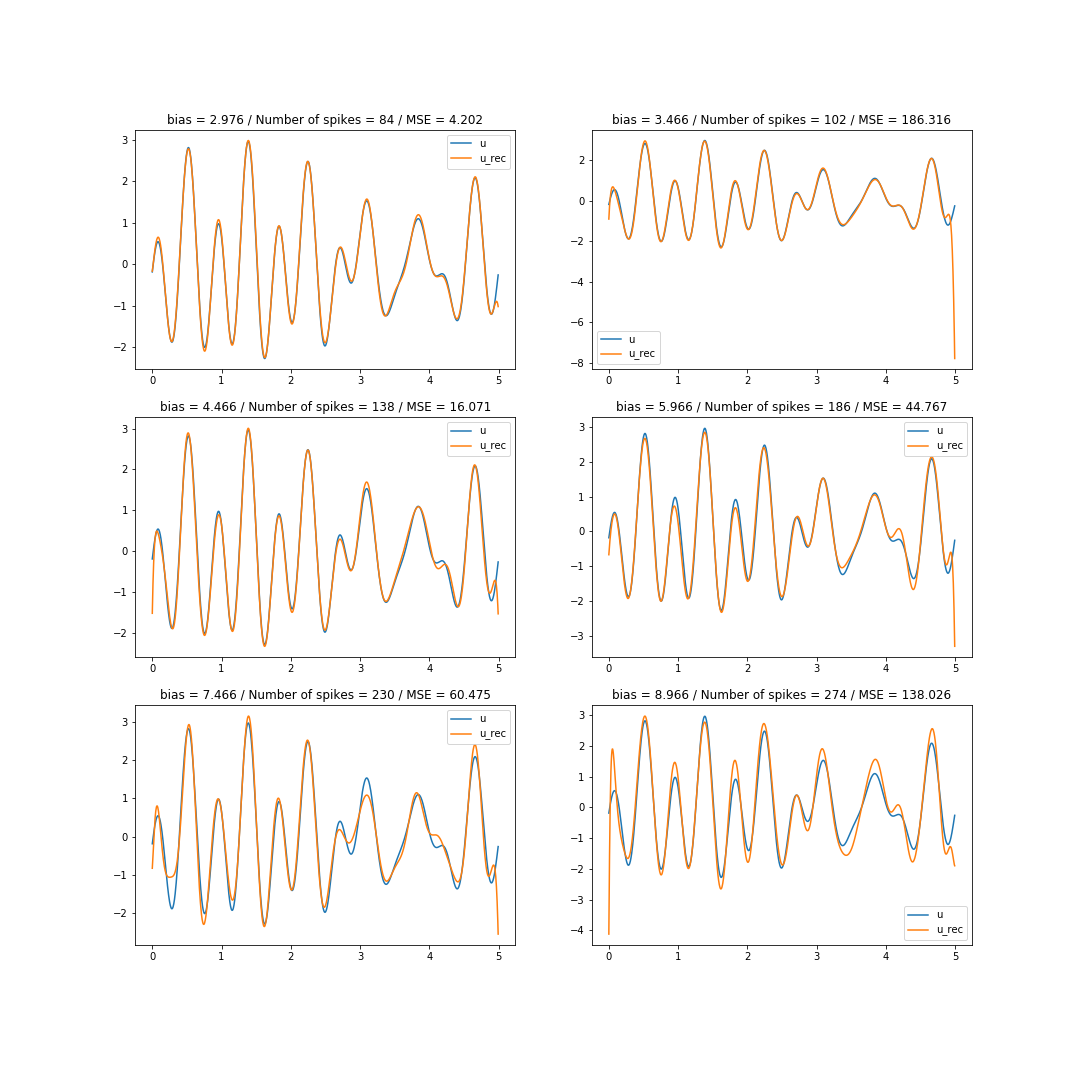 bias = 2.976 / Number of spikes = 84 / MSE = 4.202
3
2
1
0
−1
−2
0 1 2 3 4 5
u
u_rec
bias = 3.466 / Number of spikes = 102 / MSE = 186.316
2
0
−2
−4
−6
−8
0 1 2 3 4 5
u
u_rec
bias = 4.466 / Number of spikes = 138 / MSE = 16.071
3
2
1
0
−1
−2
0 1 2 3 4 5
u
u_rec
bias = 5.966 / Number of spikes = 186 / MSE = 44.767
3
2
1
0
−1
−2
−3
0 1 2 3 4 5
u
u_rec
bias = 7.466 / Number of spikes = 230 / MSE = 60.475
3
2
1
0
−1
−2
0 1 2 3 4 5
u
u_rec
bias = 8.966 / Number of spikes = 274 / MSE = 138.026
3
2
1
0
−1
−2
−3
−4
0 1 2 3 4 5
u
u_rec